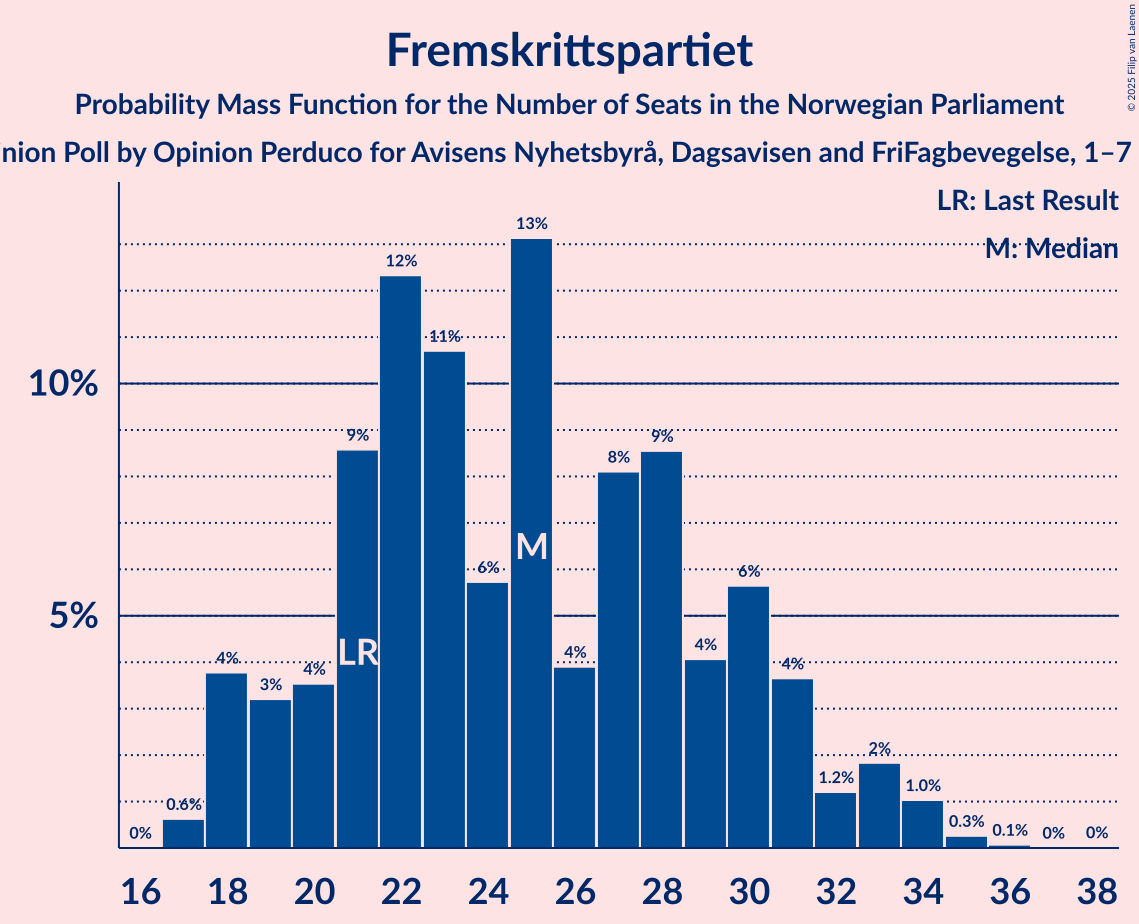 Fremskrittspartiet
Probability Mass Function for the Number of Seats in the Norwegian Parliament
nion Poll by Opinion Perduco for Avisens Nyhetsbyrå, Dagsavisen and FriFagbevegelse, 1–7
© 2025 Filip van Laenen
LR: Last Result
M: Median
13%
12%
11%
10%
9%
9%
8%
6%
M
6%
5%
LR
4%
3%
4%
4%
4%
4%
2%
1.2%
1.0%
0.6%
0.3%
0.1%
0%
0%
0%
16 18 20 22 24 26 28 30 32 34 36 38